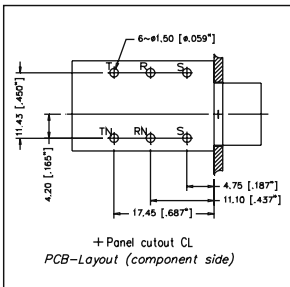 6~ø1,50 [ø.059"]
T R S
11.43 [.450"]
TN RN S
4.20 [.165"]
4.75 [.187"]
11.10 [.437"]
17.45 [.687"]
+ Panel cutout CL
PCB-Layout (component side)